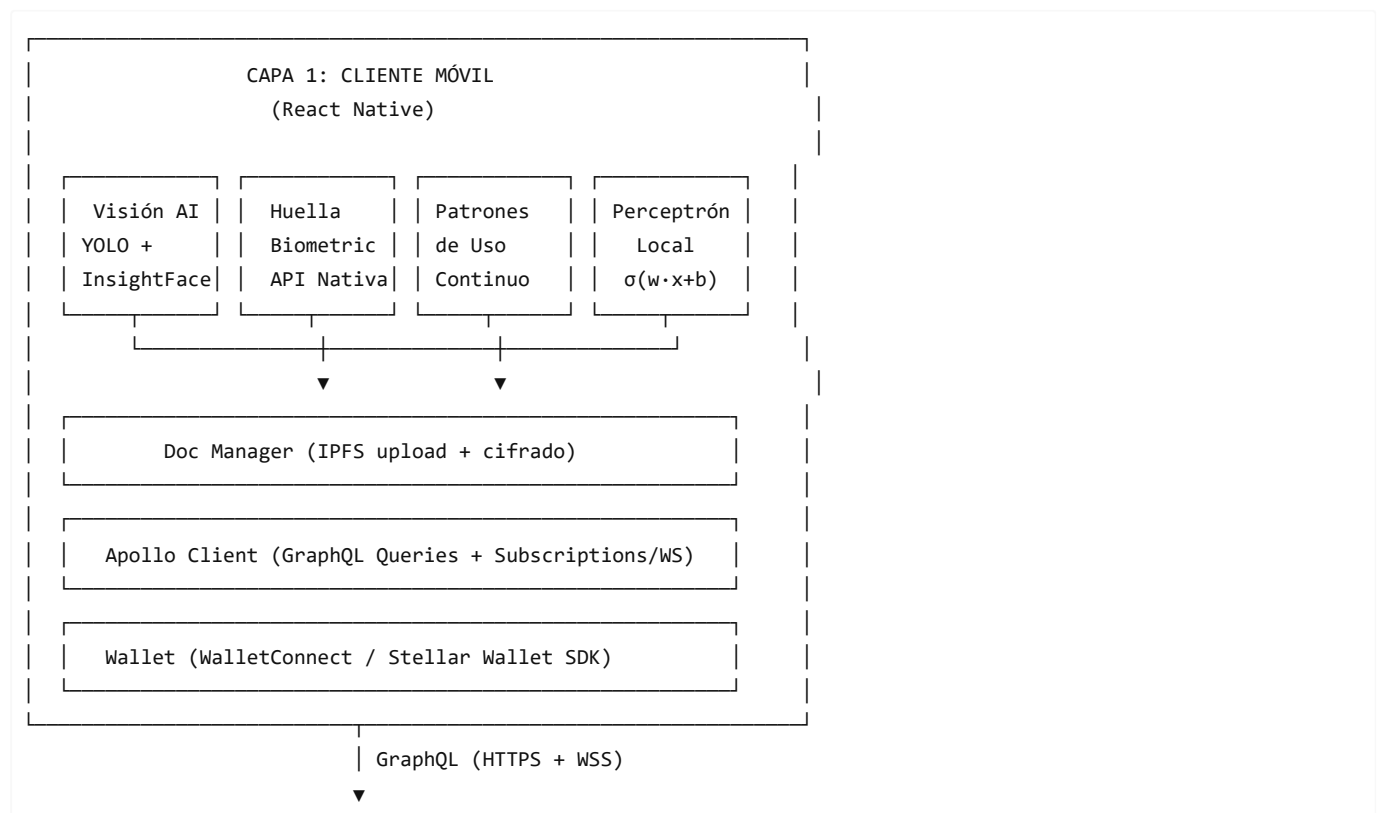 CAPA 1: CLIENTE MÓVIL
(React Native)
Visión AI
YOLO +
InsightFace
Huella
Biometric
API Nativa
Patrones
de Uso
Continuo
Perceptrón
Local
σ(w·x+b)
Doc Manager (IPFS upload + cifrado)
Apollo Client (GraphQL Queries + Subscriptions/WS)
Wallet (WalletConnect / Stellar Wallet SDK)
GraphQL (HTTPS + WSS)